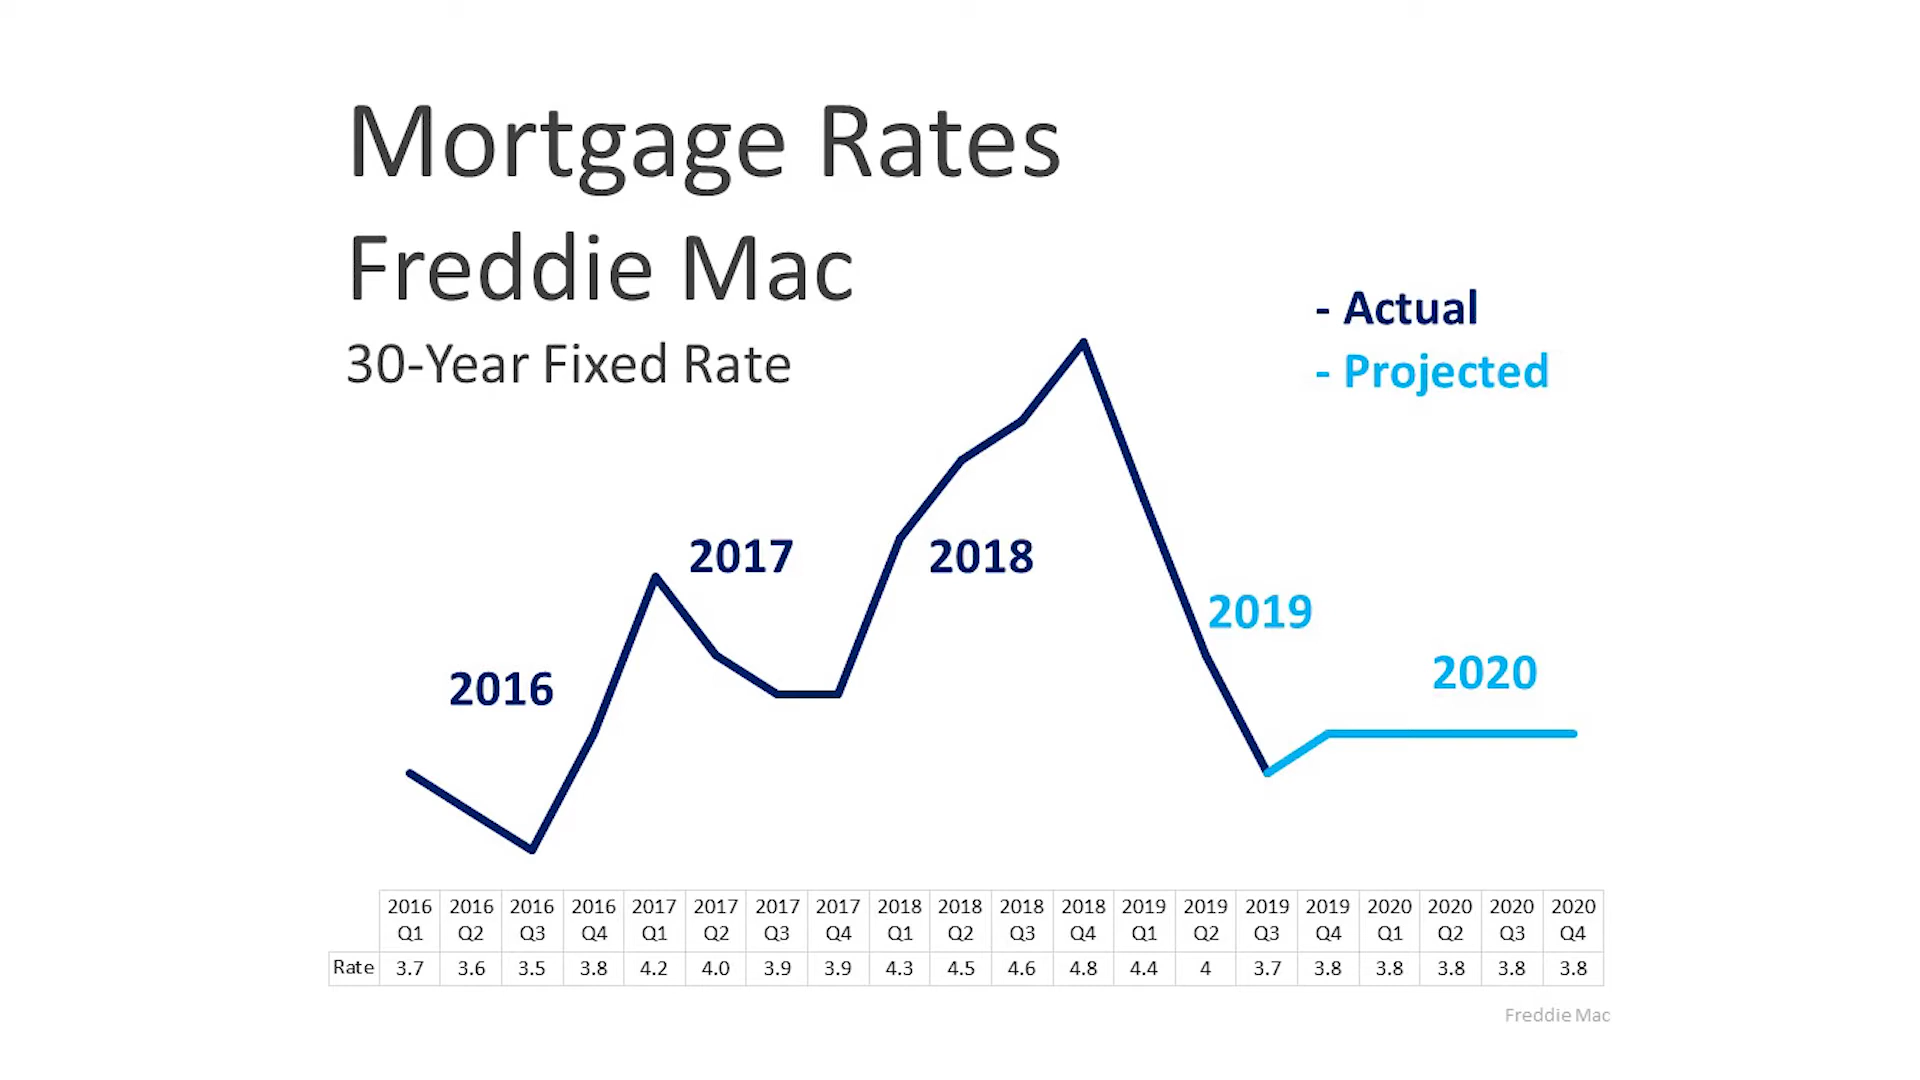 Mortgage Rates
Freddie Mac
30-Year Fixed Rate
- Actual
- Projected
2016
2017
2018
2019
2020
2016 2016 2016 2016 2017 2017 2017 2017 2018 2018 2018 2018 2019 2019 2019 2019 2020 2020 2020 2020
Q1 Q2 Q3 Q4 Q1 Q2 Q3 Q4 Q1 Q2 Q3 Q4 Q1 Q2 Q3 Q4 Q1 Q2 Q3 Q4
Rate 3.7 3.6 3.5 3.8 4.2 4.0 3.9 3.9 4.3 4.5 4.6 4.8 4.4 4 3.7 3.8 3.8 3.8 3.8 3.8
Freddie Mac